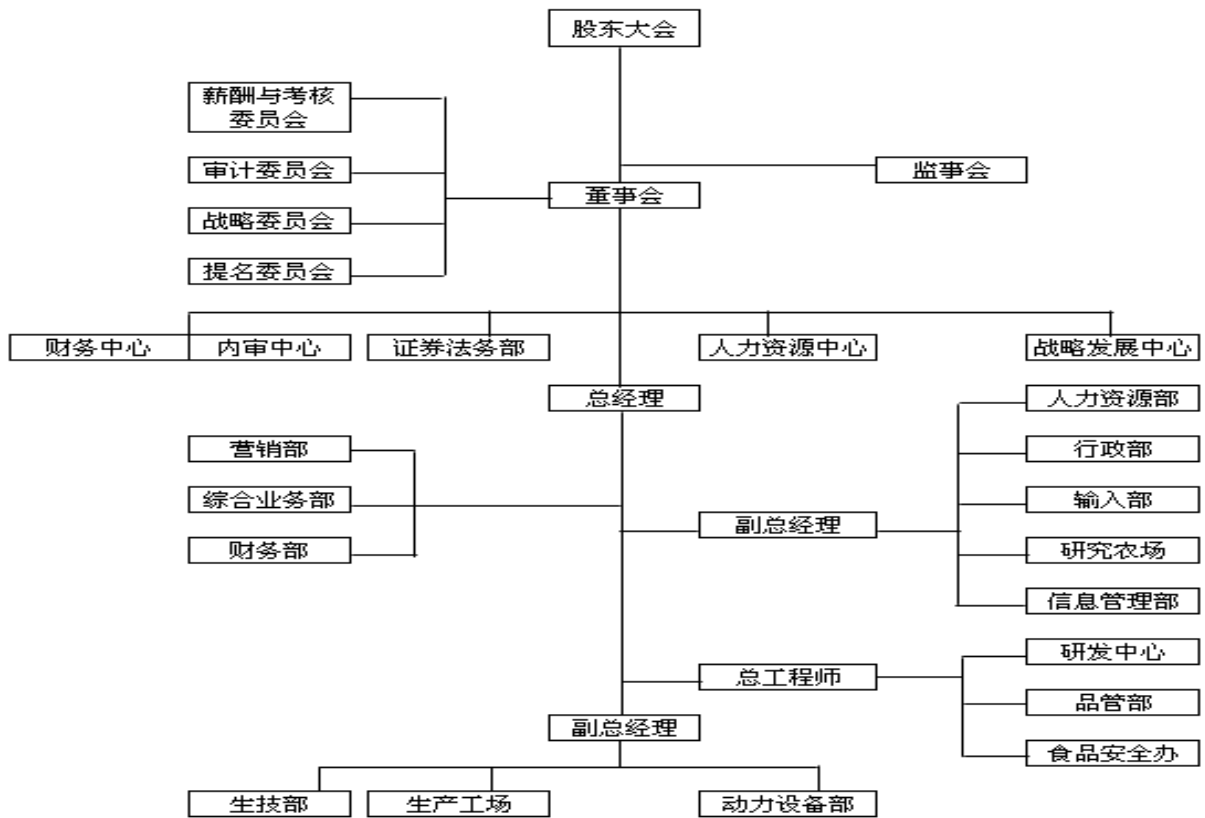 股东大会
薪酬与考核
委员会
审计委员会
监事会
董事会
战略委员会
提名委员会
财务中心
内审中心
证券法务部
人力资源中心
战略发展中心
总经理
人力资源部
营销部
行政部
综合业务部
输入部
副总经理
财务部
研究农场
信息管理部
研发中心
总工程师
品管部
副总经理
食品安全办
生技部
生产工场
动力设备部